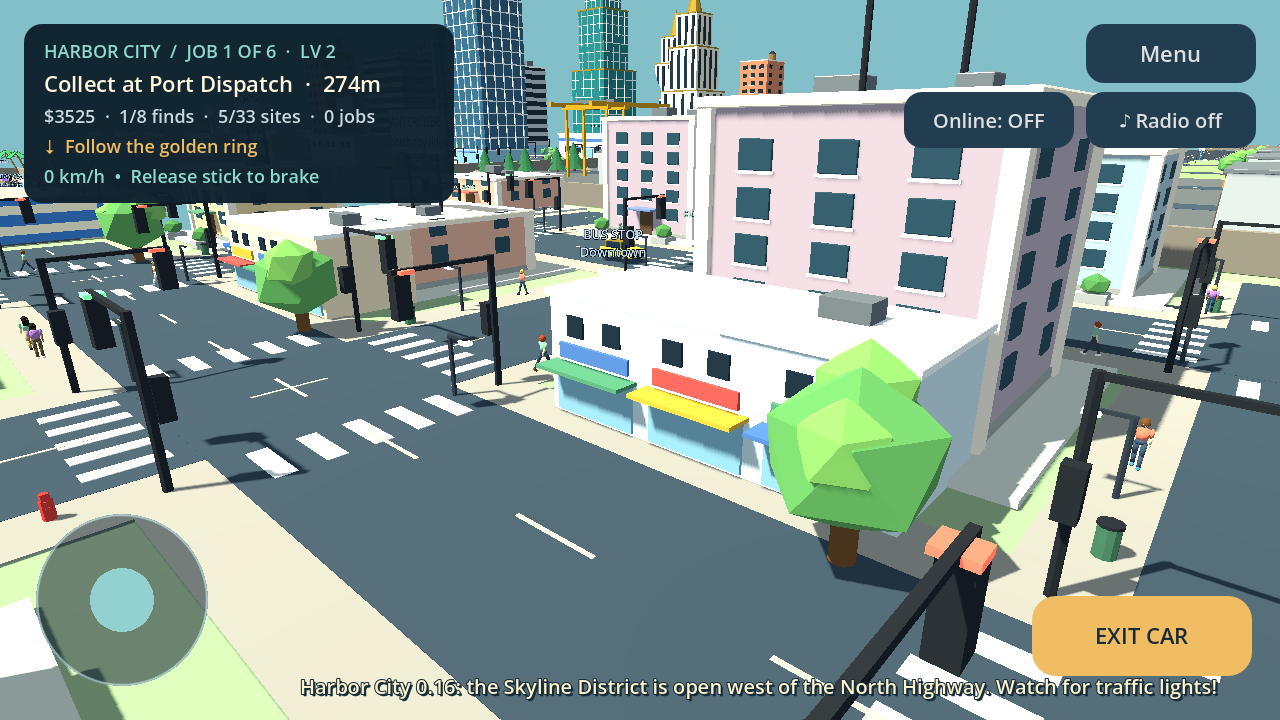 HARBOR CITY / JOB 1 OF 6 · LV 2
Collect at Port Dispatch · 274m
$3525 · 1/8 finds · 5/33 sites · 0 jobs
↓ Follow the golden ring
0 km/h • Release stick to brake
Menu
Online: OFF
♪ Radio off
BUS STOP
Downtown
EXIT CAR
Harbor City 0.16: the Skyline District is open west of the North Highway. Watch for traffic lights!